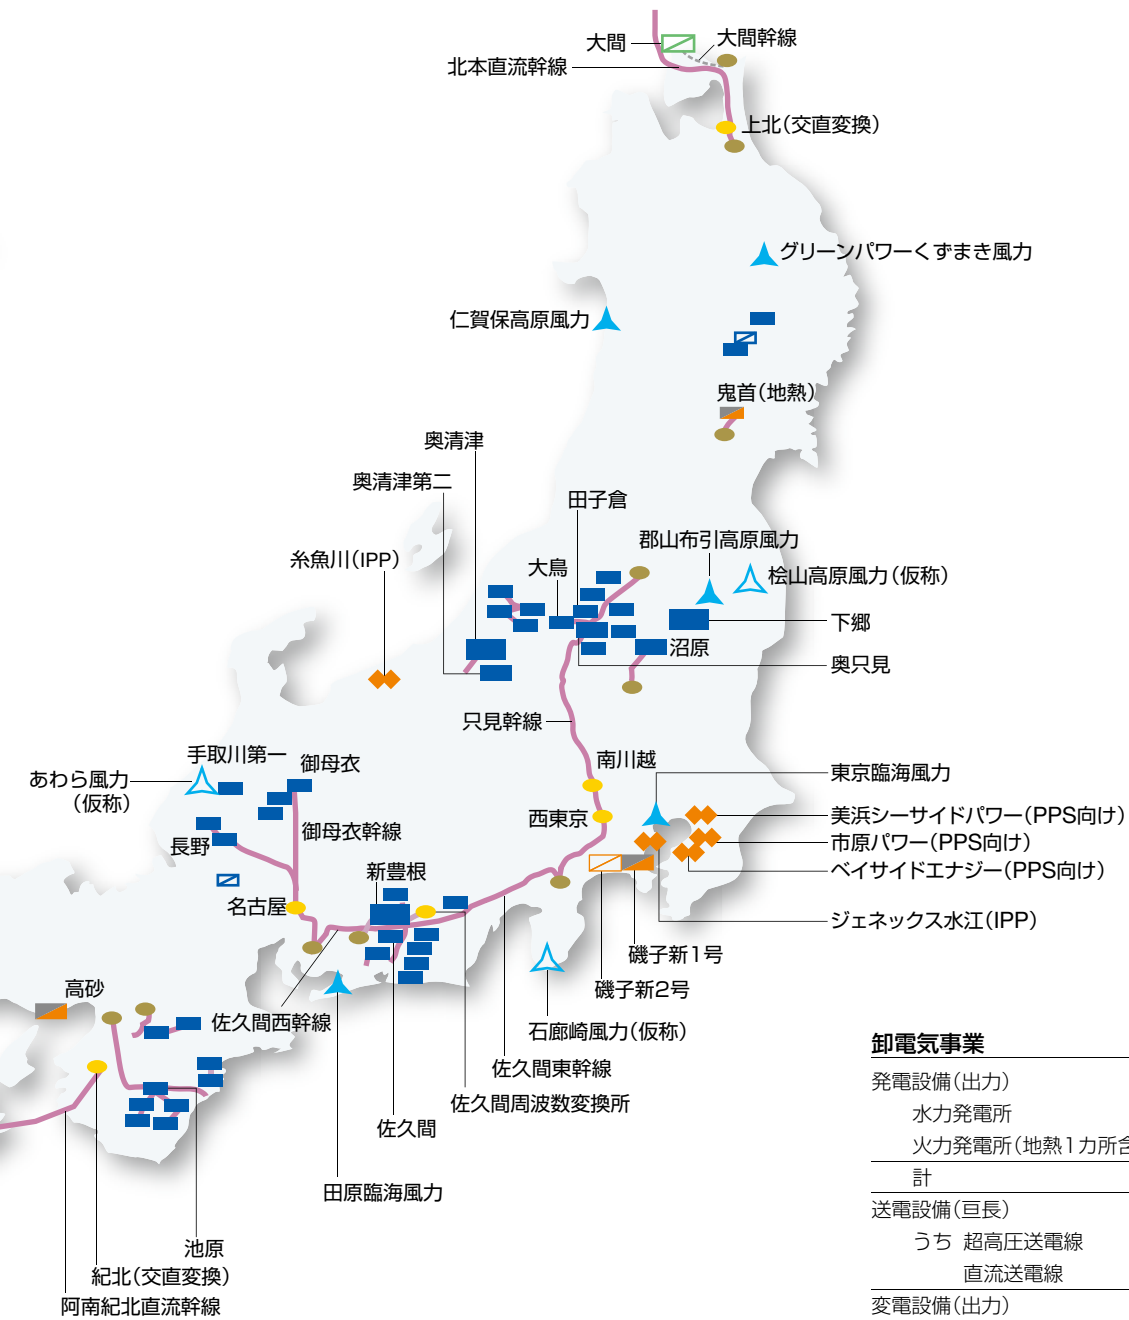 大間
大間幹線
北本直流幹線
上北(交直変換)
グリーンパワーくずまき風力
仁賀保高原風力
鬼首(地熱)
奥清津
奥清津第二
田子倉
郡山布引高原風力
糸魚川(IPP)
大鳥
桧山高原風力(仮称)
下郷
沼原
奥只見
只見幹線
手取川第一
御母衣
南川越
あわら風力
(仮称)
東京臨海風力
西東京
美浜シーサイドパワー(PPS向け)
御母衣幹線
長野
市原パワー(PPS向け)
新豊根
ベイサイドエナジー(PPS向け)
名古屋
ジェネックス水江(IPP)
磯子新1号
高砂
磯子新2号
佐久間西幹線
石廊崎風力(仮称)
佐久間東幹線
佐久間周波数変換所
佐久間
田原臨海風力
池原
紀北(交直変換)
阿南紀北直流幹線
卸電気事業
発電設備(出力)
水力発電所
火力発電所(地熱1カ所含
計
送電設備(亘長)
うち 超高圧送電線
直流送電線
変電設備(出力)